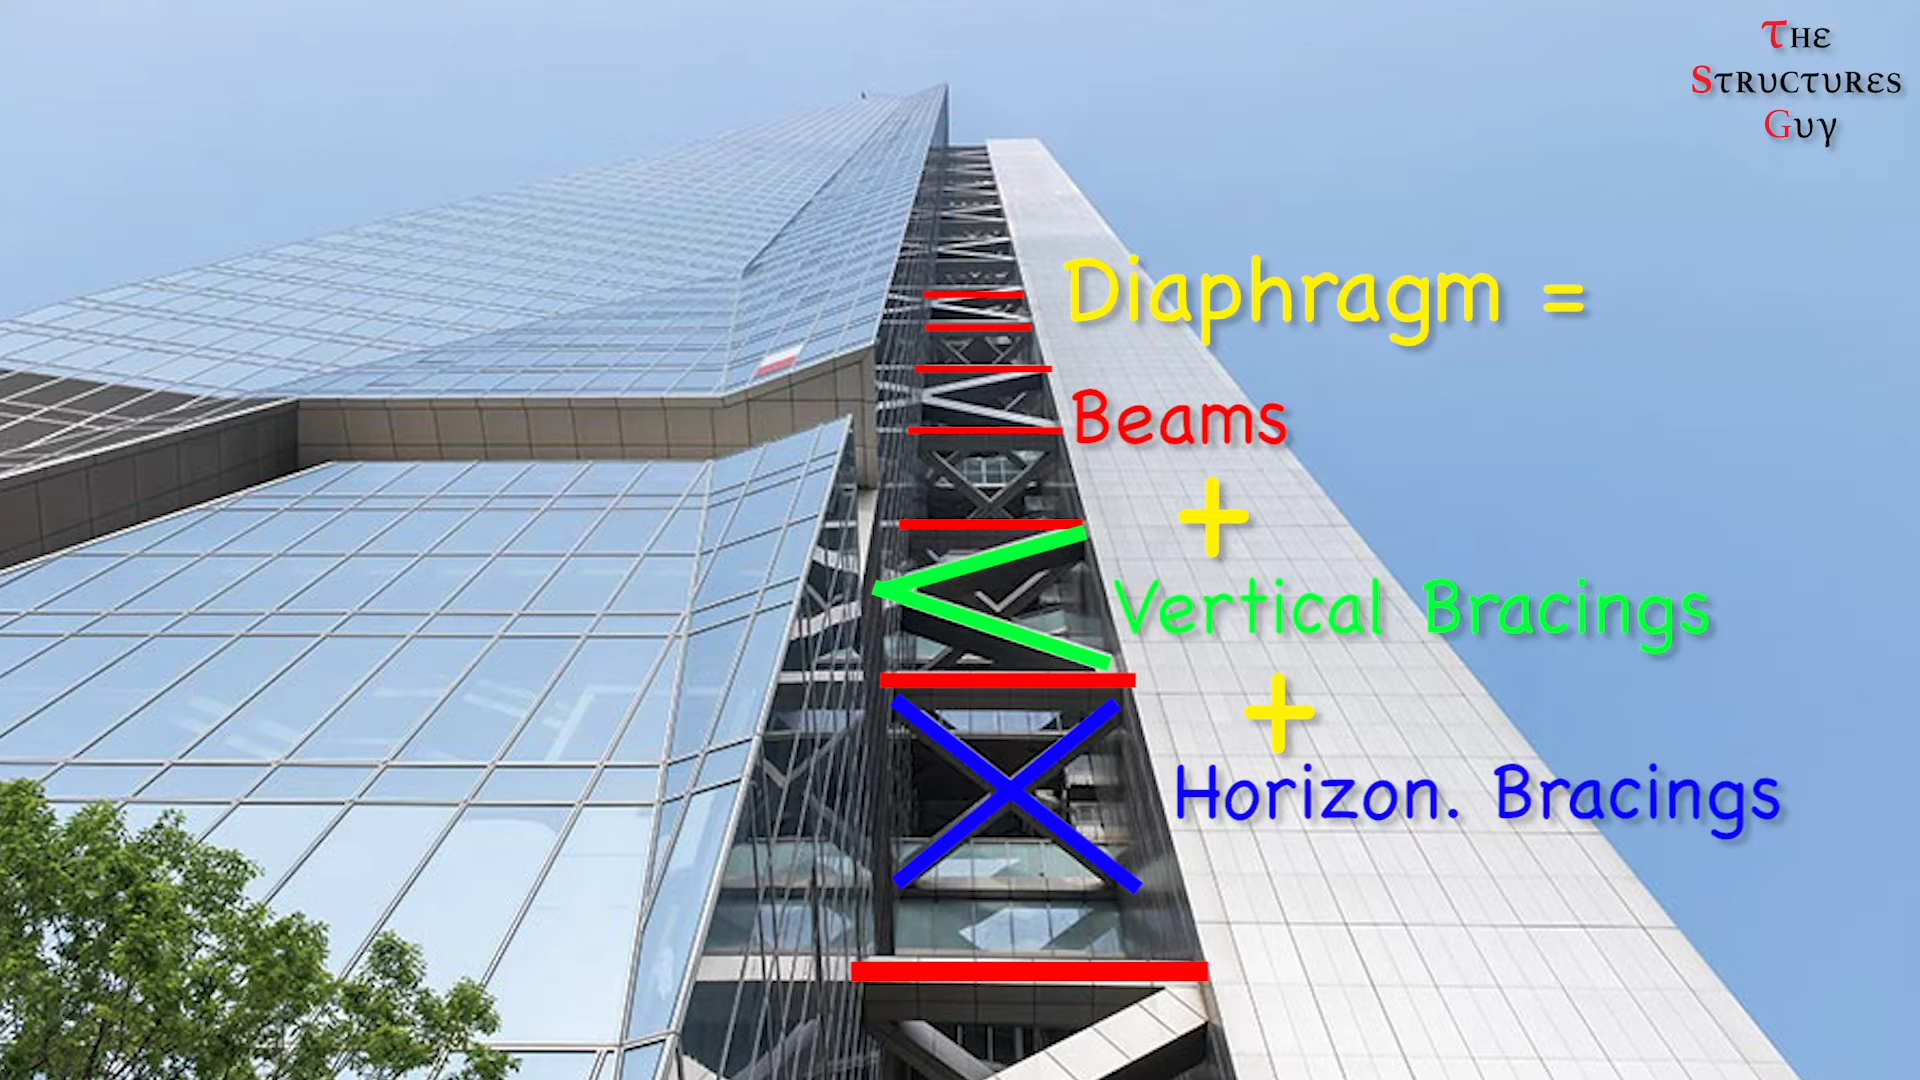 The
Structures
Guy
Diaphragm =
Beams
+
Vertical Bracings
+
Horizon. Bracings